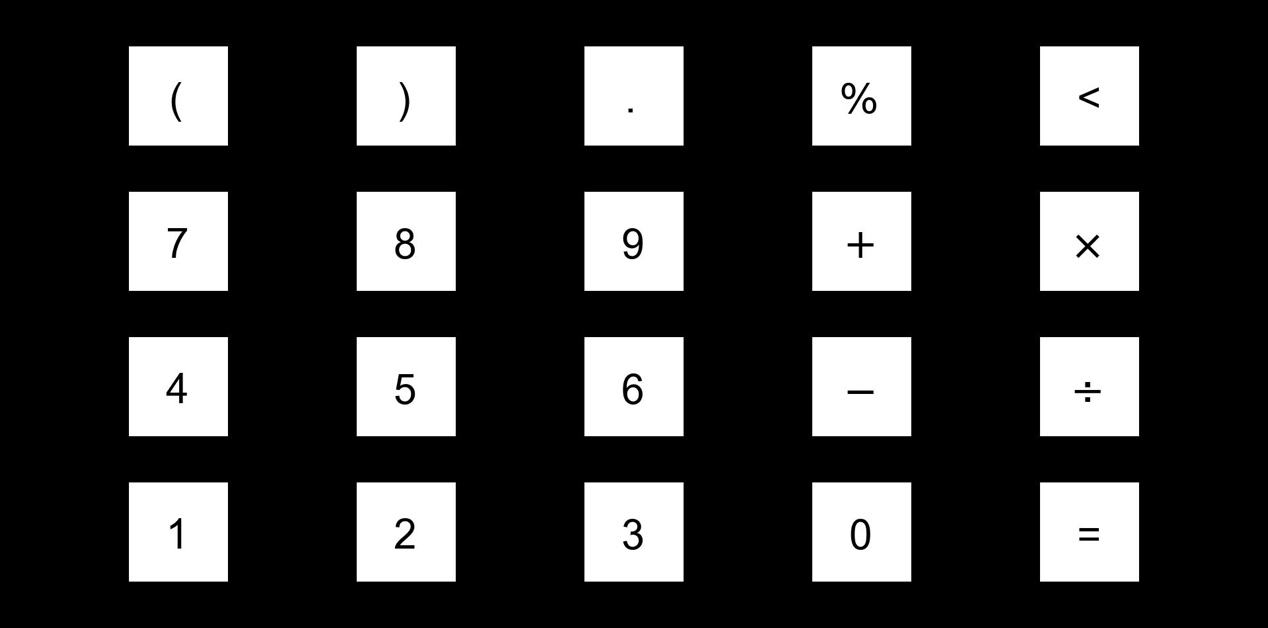 ( ) . % <
7 8 9 + ×
4 5 6 – ÷
1 2 3 0 =